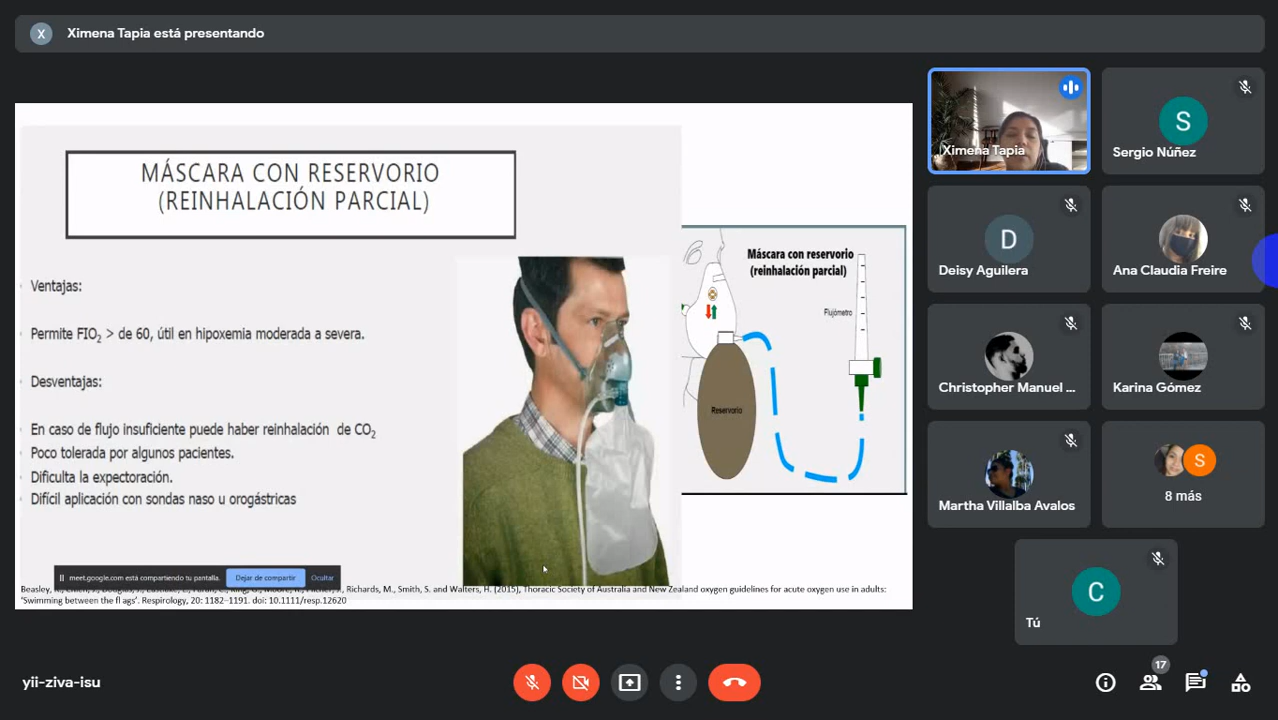 X
Ximena Tapia está presentando
MÁSCARA CON RESERVORIO
(REINHALACIÓN PARCIAL)
Ventajas:
Permite FIO2 > de 60, útil en hipoxemia moderada a severa.
Desventajas:
En caso de flujo insuficiente puede haber reinhalación de CO2
Poco tolerada por algunos pacientes.
Dificulta la expectoración.
Difícil aplicación con sondas naso u orogástricas
Máscara con reservorio
(reinhalación parcial)
Flujómetro
Reservorio
meet.google.com está compartiendo tu pantalla.
Dejar de compartir
Ocultar
Beasley, Richards, M., Smith, S. and Walters, H. (2015), Thoracic Society of Australia and New Zealand oxygen guidelines for acute oxygen use in adults:
'Swimming between the fl ags'. Respirology, 20: 1182–1191. doi: 10.1111/resp.12620
Ximena Tapia
S
Sergio Núñez
D
Deisy Aguilera
Ana Claudia Freire
Christopher Manuel ...
Karina Gómez
Martha Villalba Avalos
S
8 más
C
Tú
yii-ziva-isu
17